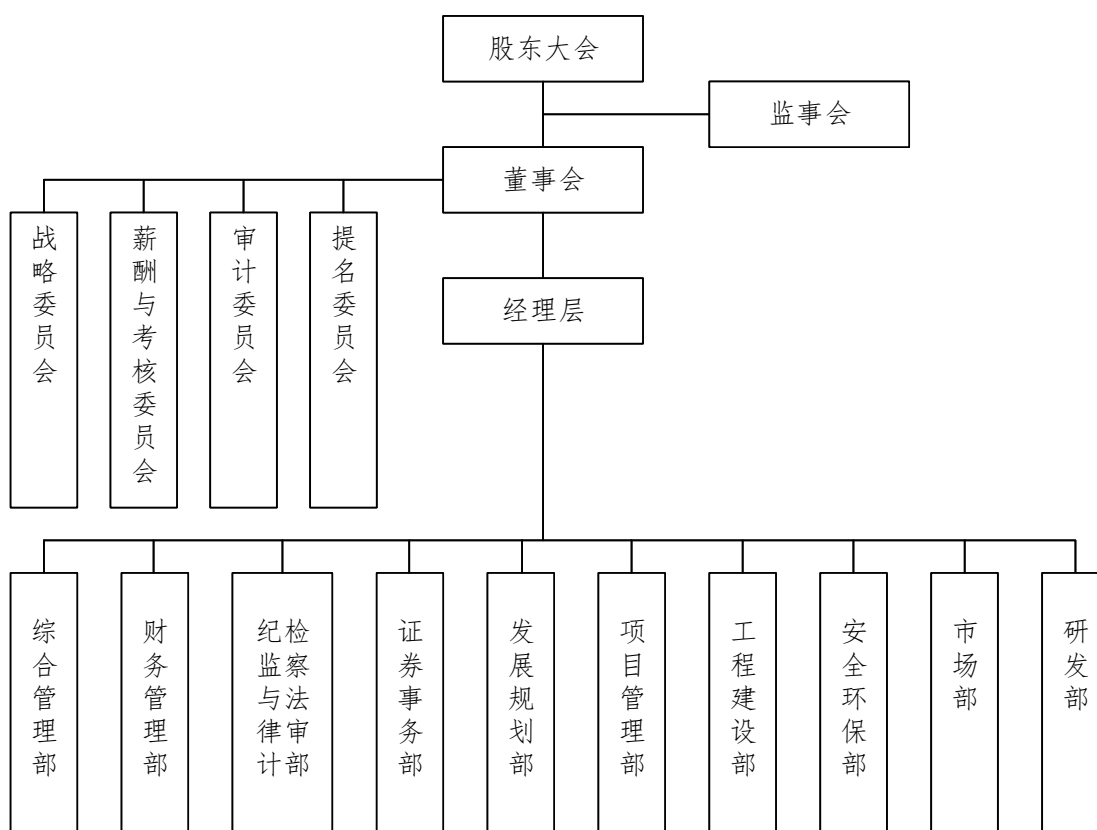 股东大会
监事会
董事会
战略委员会
薪酬与考核委员会
审计委员会
提名委员会
经理层
综合管理部
财务管理部
纪检监察与法律审计部
证券事务部
发展规划部
项目管理部
工程建设部
安全环保部
市场部
研发部